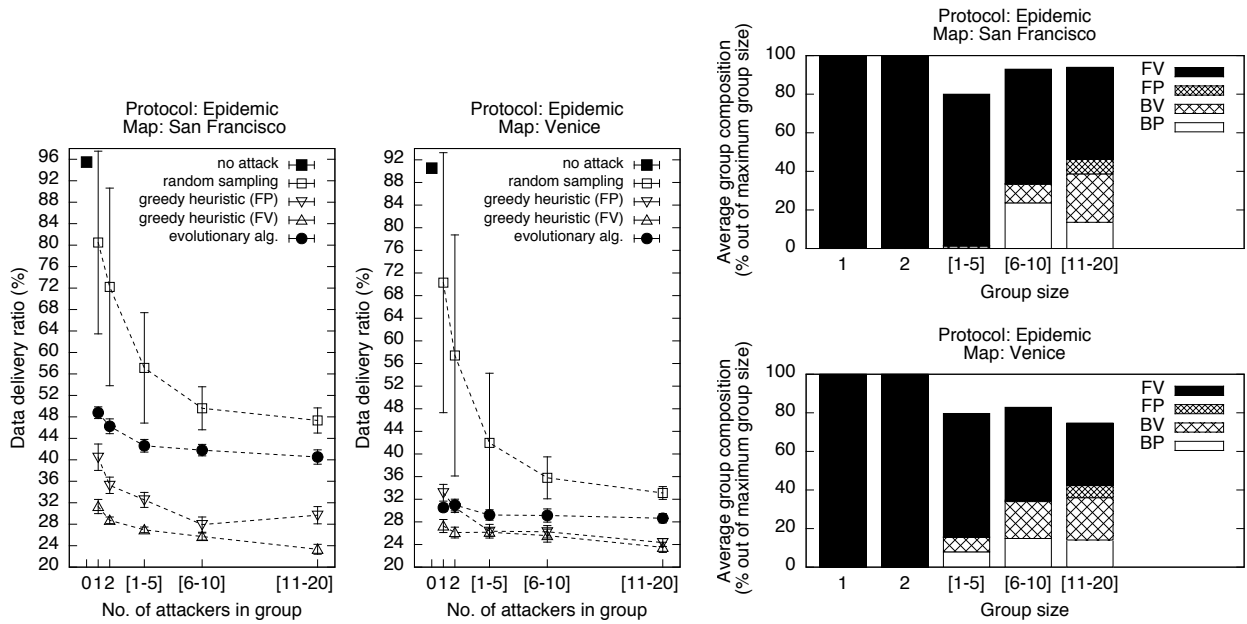 Protocol: Epidemic
Map: San Francisco
Data delivery ratio (%)
96
92
88
84
80
76
72
68
64
60
56
52
48
44
40
36
32
28
24
20
no attack
random sampling
greedy heuristic (FP)
greedy heuristic (FV)
evolutionary alg.
0 1 2 [1-5] [6-10] [11-20]
No. of attackers in group
Protocol: Epidemic
Map: Venice
Data delivery ratio (%)
92
88
84
80
76
72
68
64
60
56
52
48
44
40
36
32
28
24
20
no attack
random sampling
greedy heuristic (FP)
greedy heuristic (FV)
evolutionary alg.
0 1 2 [1-5] [6-10] [11-20]
No. of attackers in group
Protocol: Epidemic
Map: San Francisco
Average group composition
(% out of maximum group size)
100
80
60
40
20
0
FV
FP
BV
BP
1 2 [1-5] [6-10] [11-20]
Group size
Protocol: Epidemic
Map: Venice
Average group composition
(% out of maximum group size)
100
80
60
40
20
0
FV
FP
BV
BP
1 2 [1-5] [6-10] [11-20]
Group size